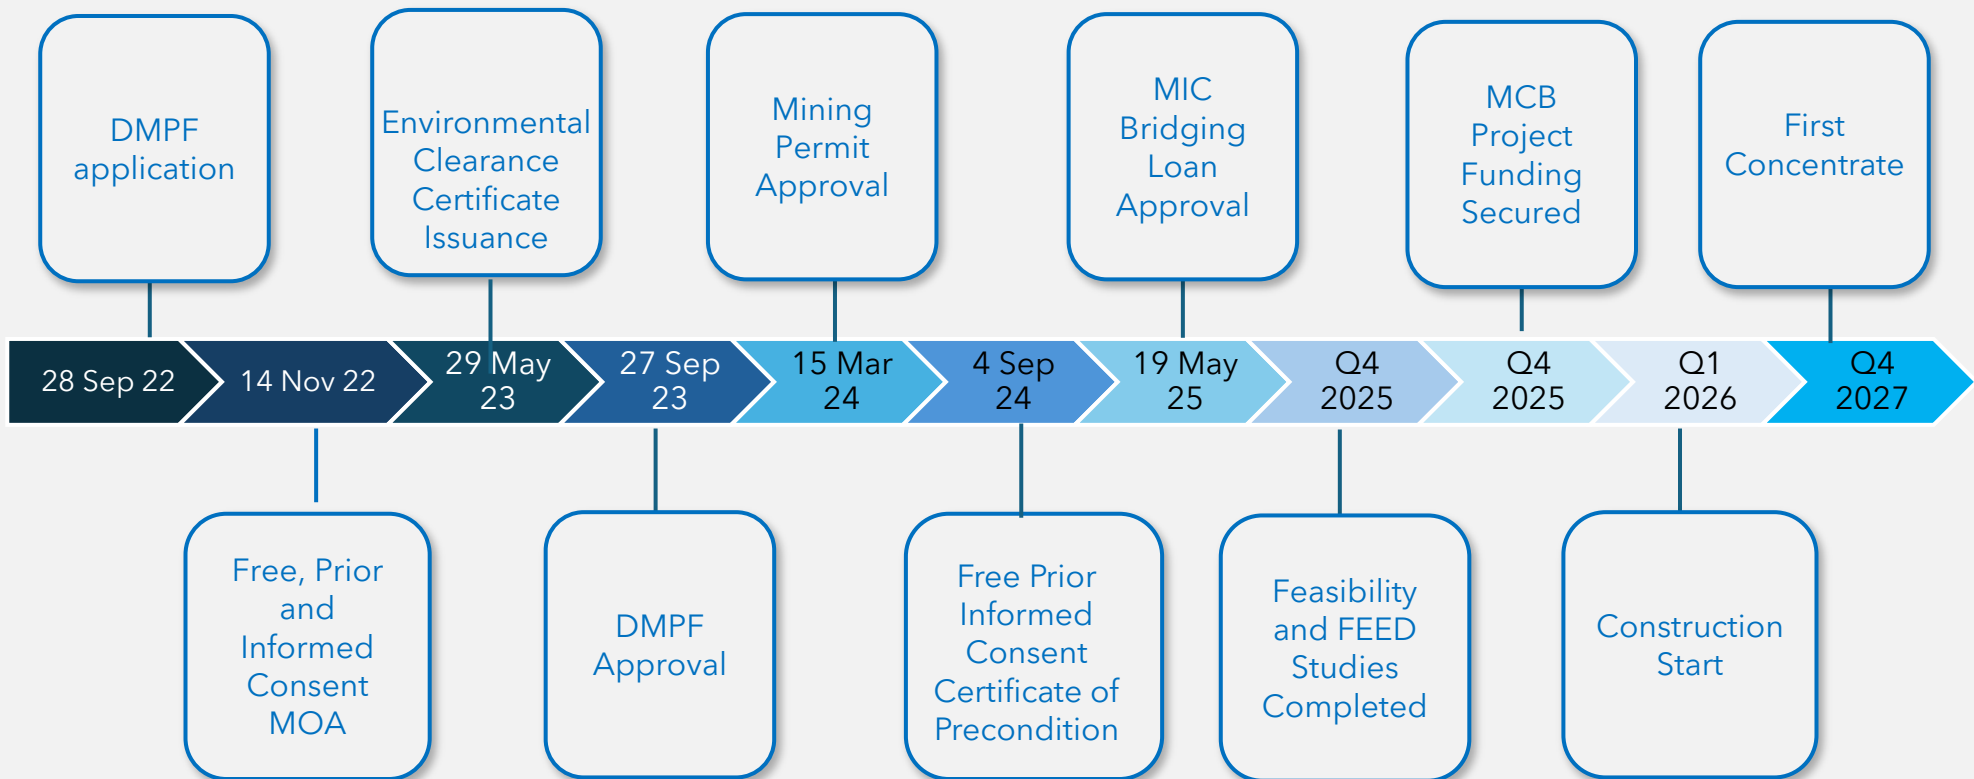 DMPF
application
Environmental
Clearance
Certificate
Issuance
Mining
Permit
Approval
MIC
Bridging
Loan
Approval
MCB
Project
Funding
Secured
First
Concentrate
28 Sep 22
14 Nov 22
29 May
23
27 Sep
23
15 Mar
24
4 Sep
24
19 May
25
Q4
2025
Q4
2025
Q1
2026
Q4
2027
Free, Prior
and
Informed
Consent
MOA
DMPF
Approval
Free Prior
Informed
Consent
Certificate of
Precondition
Feasibility
and FEED
Studies
Completed
Construction
Start